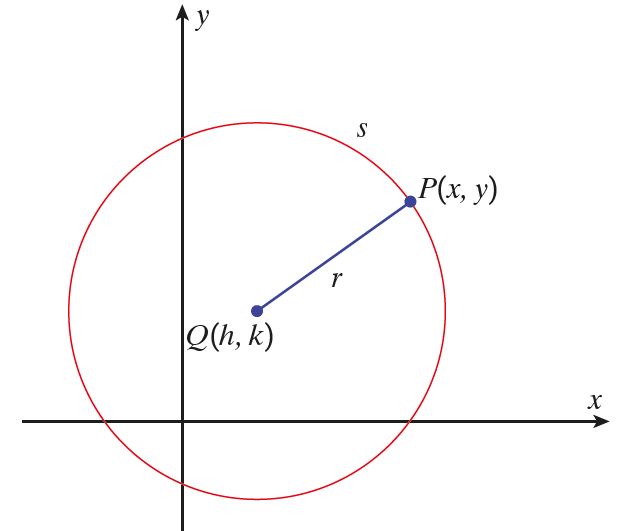 y
s
P(x, y)
r
Q(h, k)
x